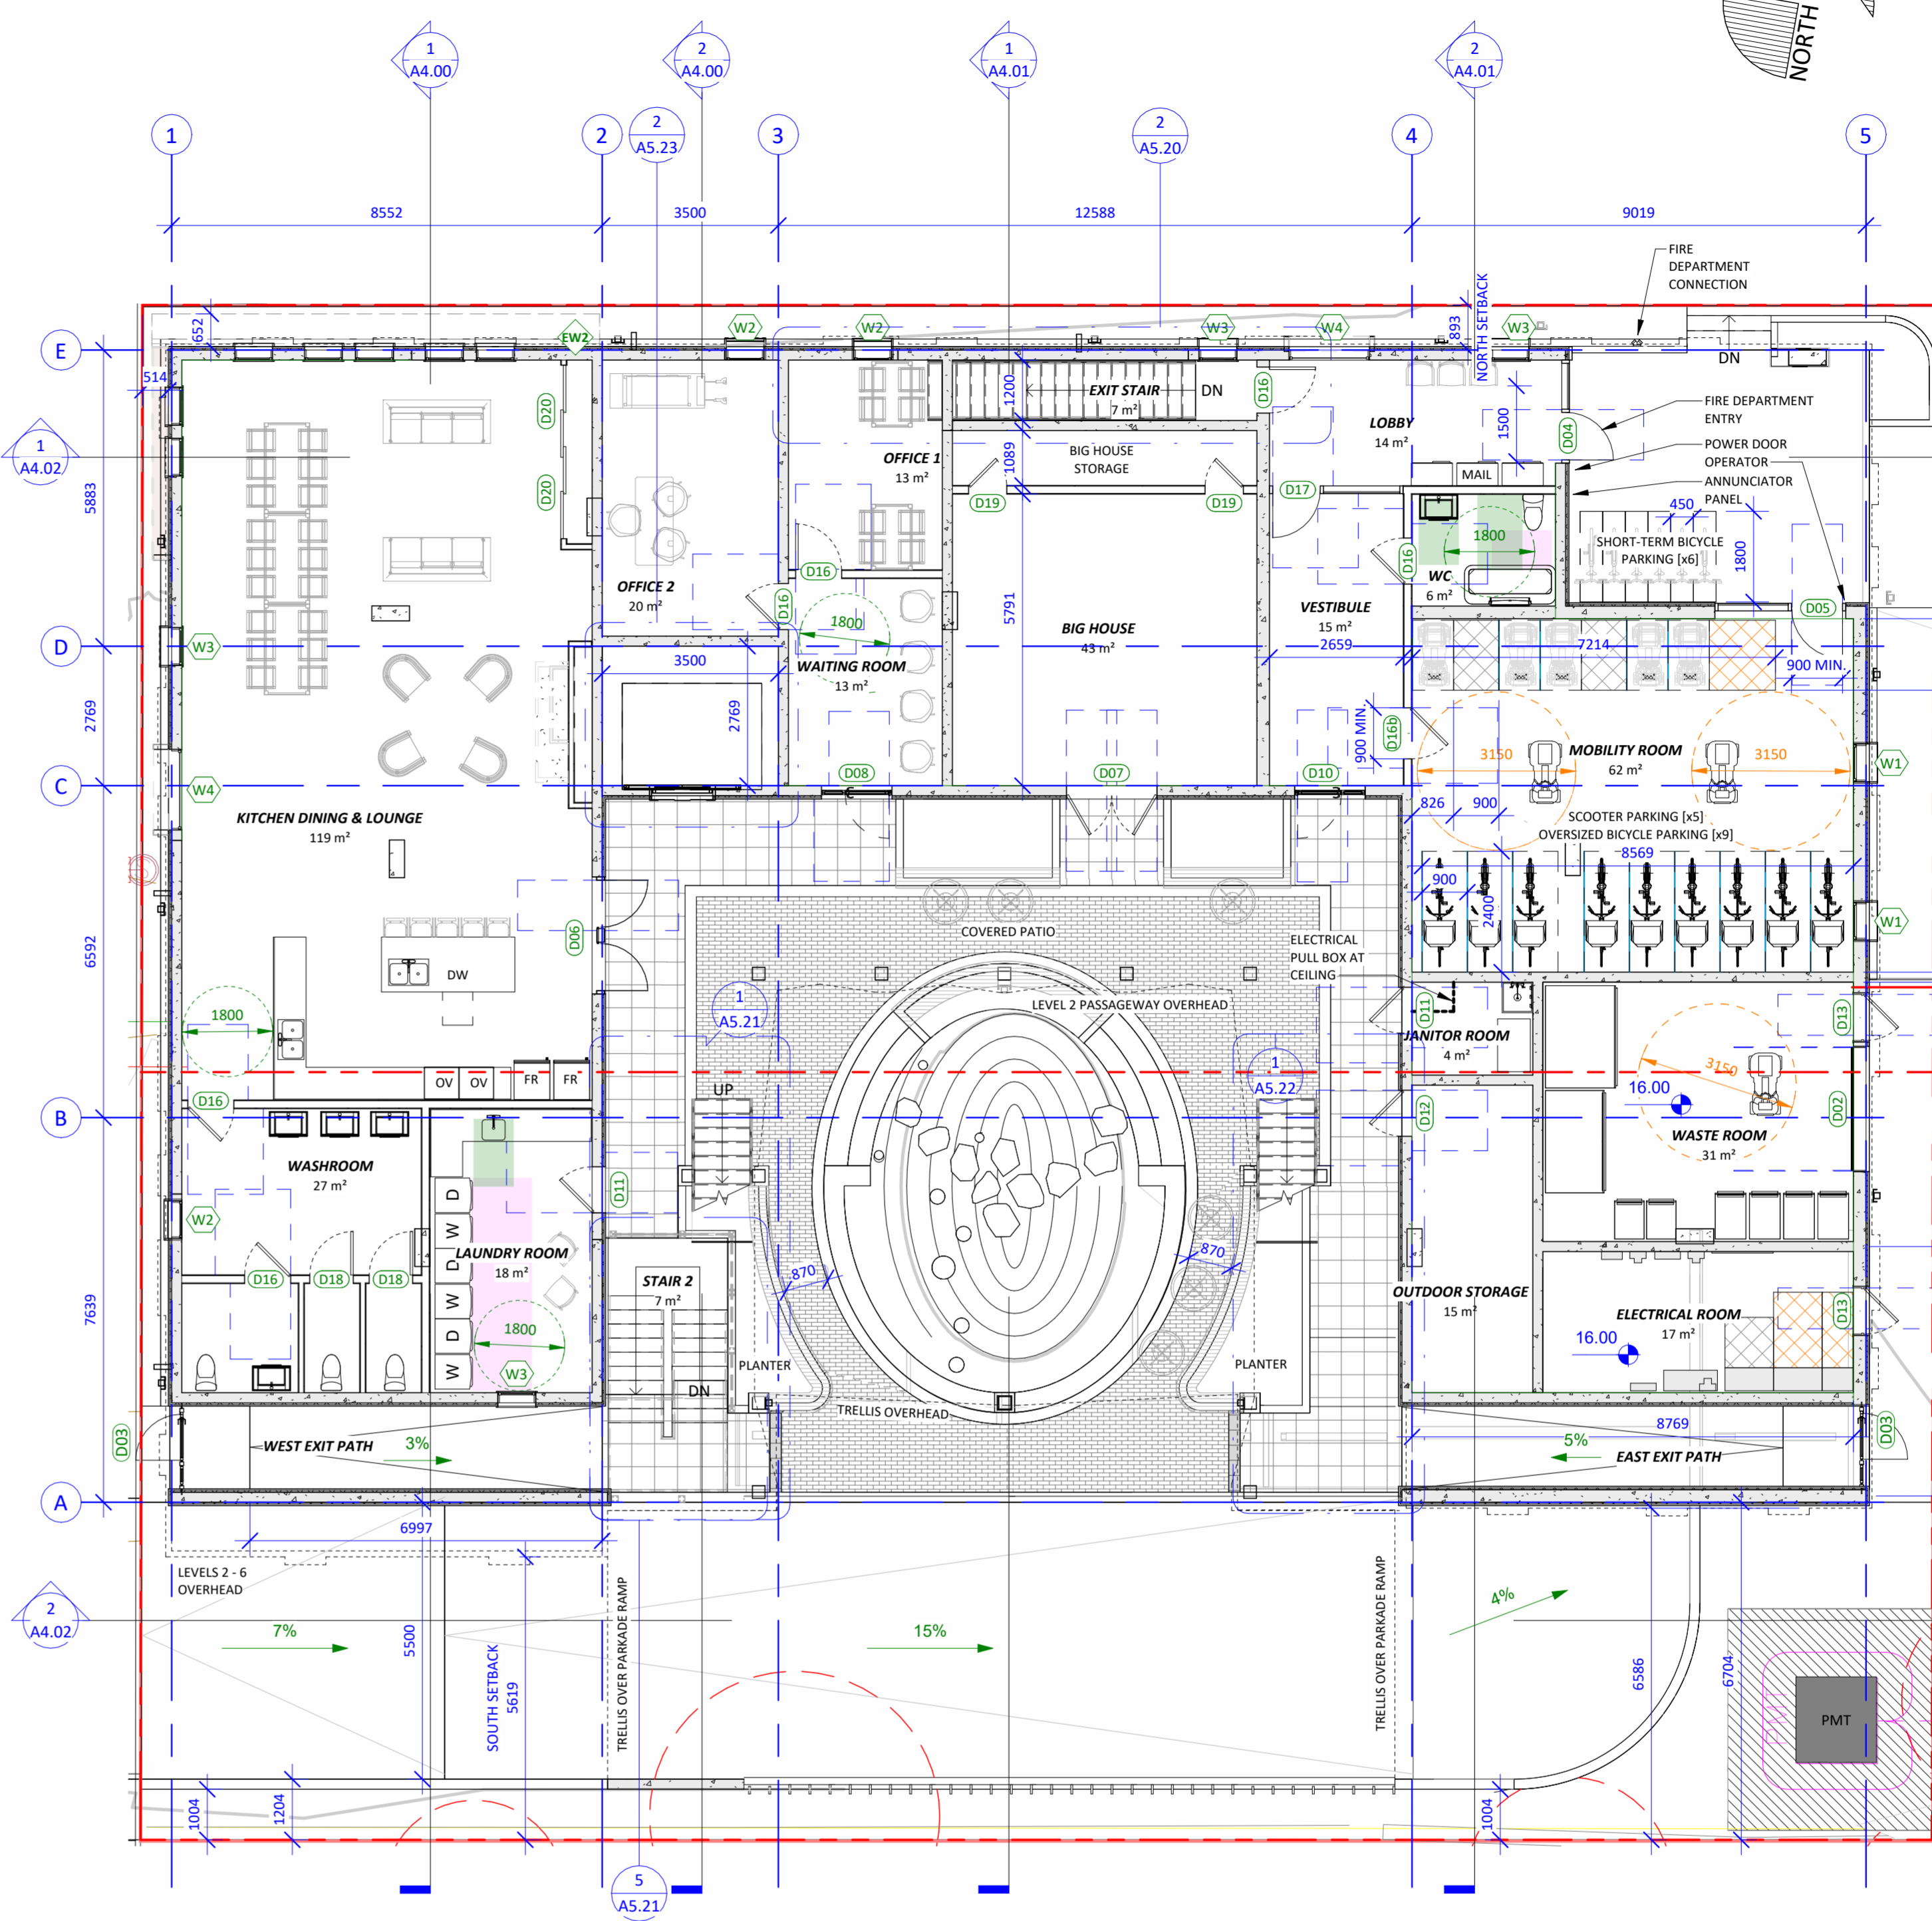 NORTH
1
A4.00
2
A4.00
1
A4.01
2
A4.01
1
2
2
A5.23
3
2
A5.20
4
5
8552
3500
12588
9019
FIRE
DEPARTMENT
CONNECTION
NORTH SETBACK
893
652
EW2
W2
W2
W3
W4
W3
DN
E
514
1200
EXIT STAIR
7 m²
DN
D16
D20
LOBBY
14 m²
1500
D04
FIRE DEPARTMENT
ENTRY
POWER DOOR
OPERATOR
ANNUNCIATOR
PANEL
1
A4.02
OFFICE 1
13 m²
1089
BIG HOUSE
STORAGE
MAIL
5883
D20
D19
D19
D17
450
SHORT-TERM BICYCLE
PARKING [x6]
1800
1800
D16
D16
WC
6 m²
OFFICE 2
20 m²
D16
1800
5791
VESTIBULE
15 m²
D05
BIG HOUSE
43 m²
D
W3
3500
WAITING ROOM
13 m²
2659
7214
900 MIN.
2769
2769
900 MIN.
D16b
3150
MOBILITY ROOM
62 m²
3150
W1
C
W4
D08
D07
D10
KITCHEN DINING & LOUNGE
119 m²
826
900
SCOOTER PARKING [x5]
OVERSIZED BICYCLE PARKING [x9]
8569
900
2400
W1
6592
D06
DW
COVERED PATIO
ELECTRICAL
PULL BOX AT
CEILING
LEVEL 2 PASSAGEWAY OVERHEAD
1
A5.21
1800
D11
D13
JANITOR ROOM
4 m²
OV
OV
FR
FR
UP
1
A5.22
3150
16.00
D16
B
D12
D02
WASTE ROOM
31 m²
WASHROOM
27 m²
D11
W2
D
W
D
W
D
W
LAUNDRY ROOM
18 m²
D16
D18
D18
STAIR 2
7 m²
870
870
7639
OUTDOOR STORAGE
15 m²
ELECTRICAL ROOM
17 m²
D13
16.00
1800
W3
PLANTER
PLANTER
DN
TRELLIS OVERHEAD
D03
WEST EXIT PATH
3%
8769
5%
EAST EXIT PATH
D03
A
6997
LEVELS 2 - 6
OVERHEAD
2
A4.02
7%
5500
SOUTH SETBACK
5619
TRELLIS OVER PARKADE RAMP
15%
TRELLIS OVER PARKADE RAMP
4%
6586
6704
PMT
PMT
1004
1204
1004
5
A5.21